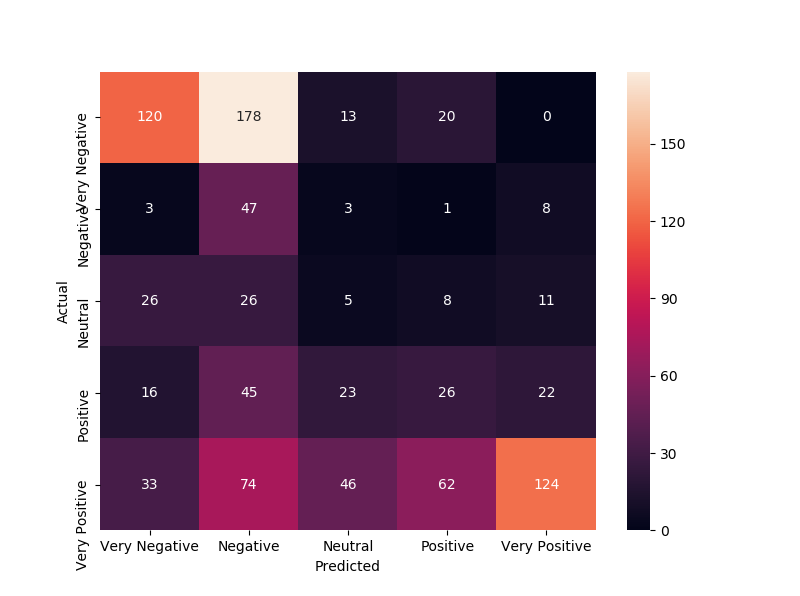 Very Negative
120 178 13 20 0
Negative
3 47 3 1 8
Neutral
26 26 5 8 11
Positive
16 45 23 26 22
Very Positive
33 74 46 62 124
Actual
Very Negative Negative Neutral Positive Very Positive
Predicted
150
120
90
60
30
0